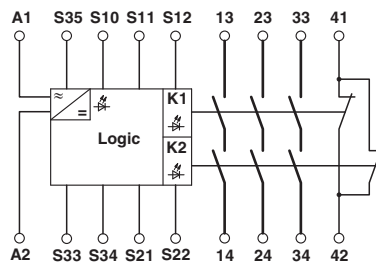 A1 S35 S10 S11 S12 13 23 33 41
≈
=
K1
Logic
K2
A2 S33 S34 S21 S22 14 24 34 42